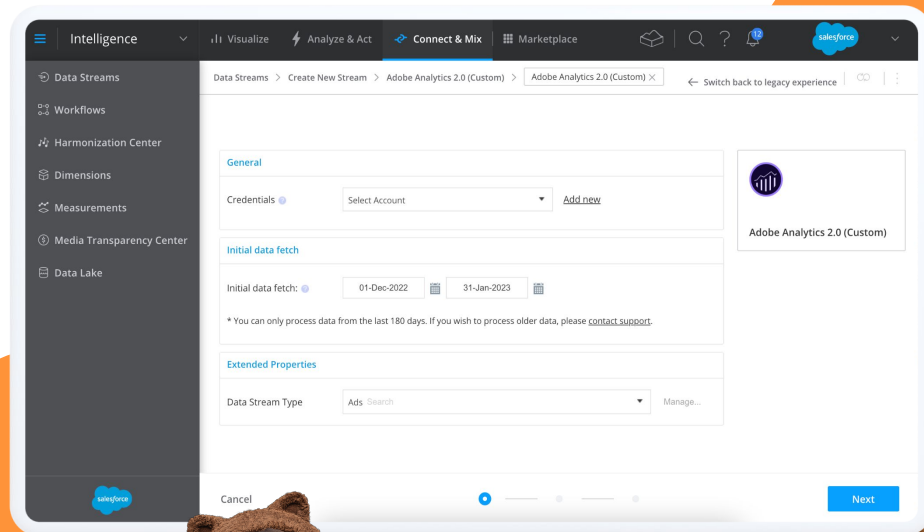 Intelligence
Visualize
Analyze & Act
Connect & Mix
Marketplace
12
salesforce
Data Streams
Workflows
Harmonization Center
Dimensions
Measurements
Media Transparency Center
Data Lake
salesforce
Data Streams > Create New Stream > Adobe Analytics 2.0 (Custom) > Adobe Analytics 2.0 (Custom) ×
← Switch back to legacy experience
General
Credentials ? Select Account Add new
Adobe Analytics 2.0 (Custom)
Initial data fetch
Initial data fetch: 01-Dec-2022 31-Jan-2023
* You can only process data from the last 180 days. If you wish to process older data, please contact support.
Extended Properties
Data Stream Type Ads Search Manage...
Cancel
Next